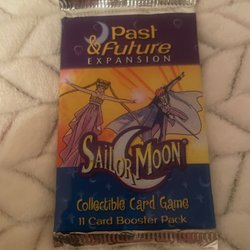 Past
& Future
EXPANSION
SAILOR MOON
Collectible Card Game
11 Card Booster Pack